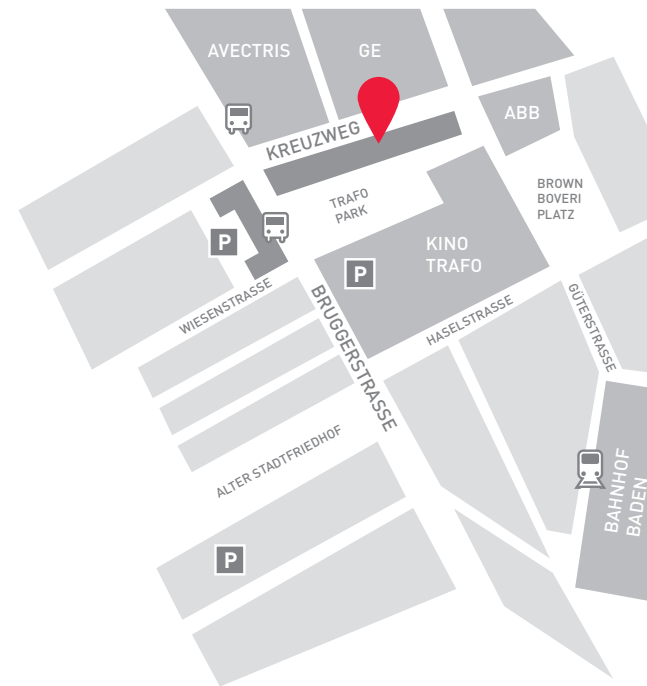 AVECTRIS
GE
ABB
KREUZWEG
TRAFO
PARK
BROWN
BOVERI
PLATZ
P
KINO
TRAFO
P
WIESENSTRASSE
BRUGGERSTRASSE
HASELSTRASSE
GÜTERSTRASSE
ALTER STADTFRIEDHOF
BAHNHOF
BADEN
P